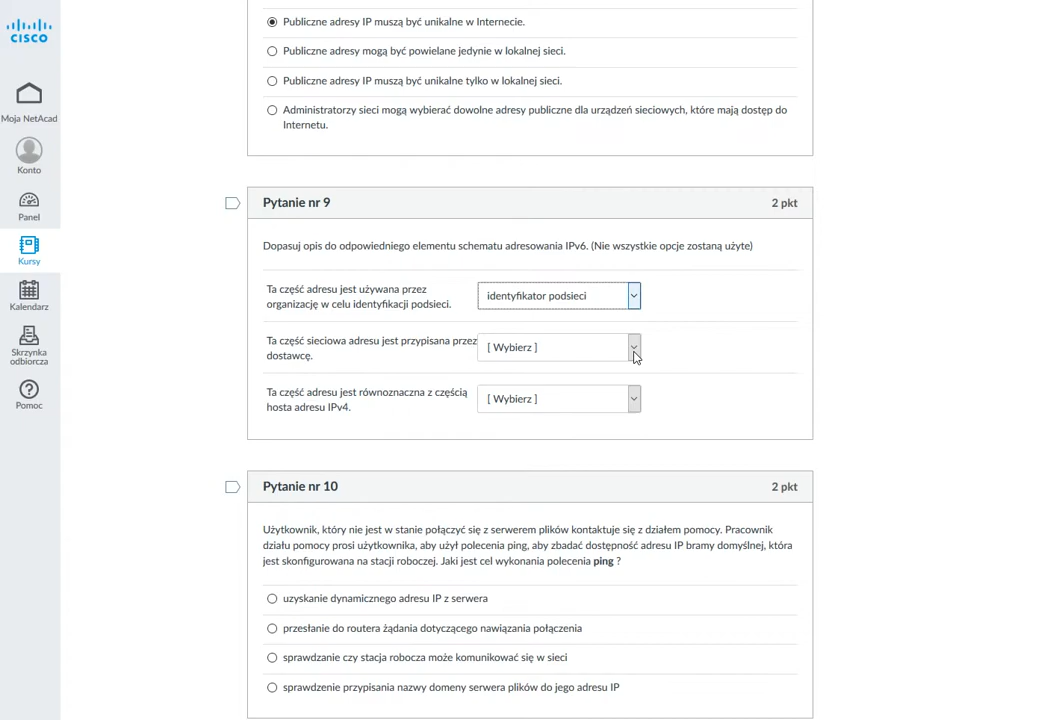 CISCO
Moja NetAcad
Konto
Panel
Kursy
Kalendarz
Skrzynka
odbiorcza
Pomoc
Publiczne adresy IP muszą być unikalne w Internecie.
Publiczne adresy mogą być powielane jedynie w lokalnej sieci.
Publiczne adresy IP muszą być unikalne tylko w lokalnej sieci.
Administratorzy sieci mogą wybierać dowolne adresy publiczne dla urządzeń sieciowych, które mają dostęp do
Internetu.
Pytanie nr 9 2 pkt
Dopasuj opis do odpowiedniego elementu schematu adresowania IPv6. (Nie wszystkie opcje zostaną użyte)
Ta część adresu jest używana przez
organizację w celu identyfikacji podsieci.
identyfikator podsieci
Ta część sieciowa adresu jest przypisana przez
dostawcę.
[ Wybierz ]
Ta część adresu jest równoznaczna z częścią
hosta adresu IPv4.
[ Wybierz ]
Pytanie nr 10 2 pkt
Użytkownik, który nie jest w stanie połączyć się z serwerem plików kontaktuje się z działem pomocy. Pracownik
działu pomocy prosi użytkownika, aby użył polecenia ping, aby zbadać dostępność adresu IP bramy domyślnej, która
jest skonfigurowana na stacji roboczej. Jaki jest cel wykonania polecenia ping ?
uzyskanie dynamicznego adresu IP z serwera
przesłanie do routera żądania dotyczącego nawiązania połączenia
sprawdzanie czy stacja robocza może komunikować się w sieci
sprawdzenie przypisania nazwy domeny serwera plików do jego adresu IP